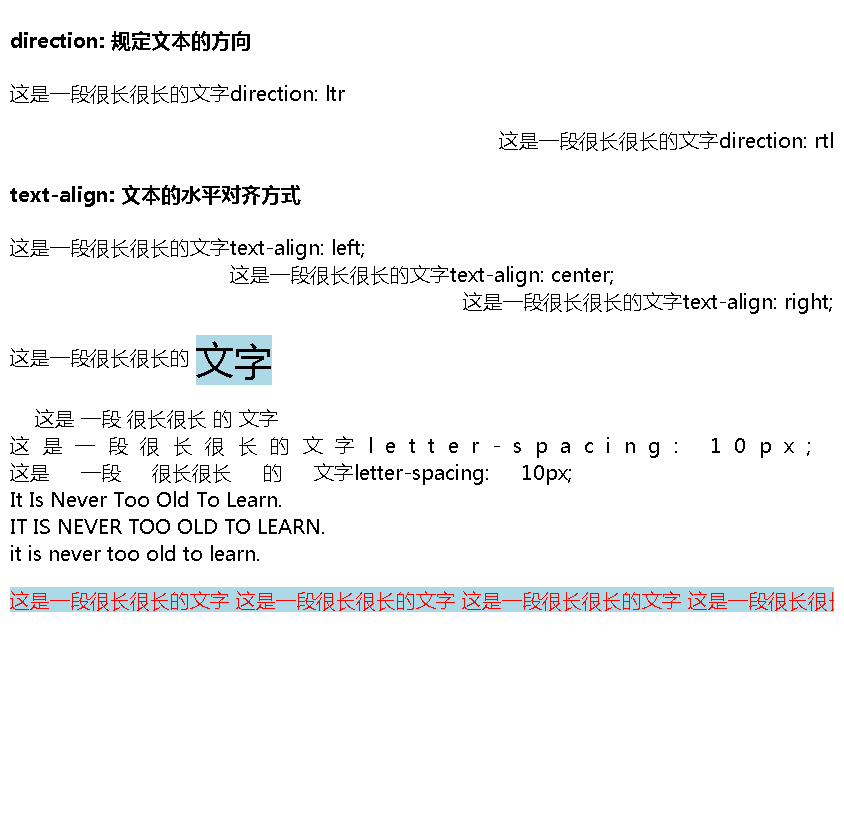 direction: 规定文本的方向
这是一段很长很长的文字direction: ltr
这是一段很长很长的文字direction: rtl
text-align: 文本的水平对齐方式
这是一段很长很长的文字text-align: left;
这是一段很长很长的文字text-align: center;
这是一段很长很长的文字text-align: right;
这是一段很长很长的 文字
这是 一段 很长很长 的 文字
这是一段很长很长的文字letter-spacing: 10px;
这是 一段 很长很长 的 文字letter-spacing: 10px;
It Is Never Too Old To Learn.
IT IS NEVER TOO OLD TO LEARN.
it is never too old to learn.
这是一段很长很长的文字 这是一段很长很长的文字 这是一段很长很长的文字 这是一段很长很